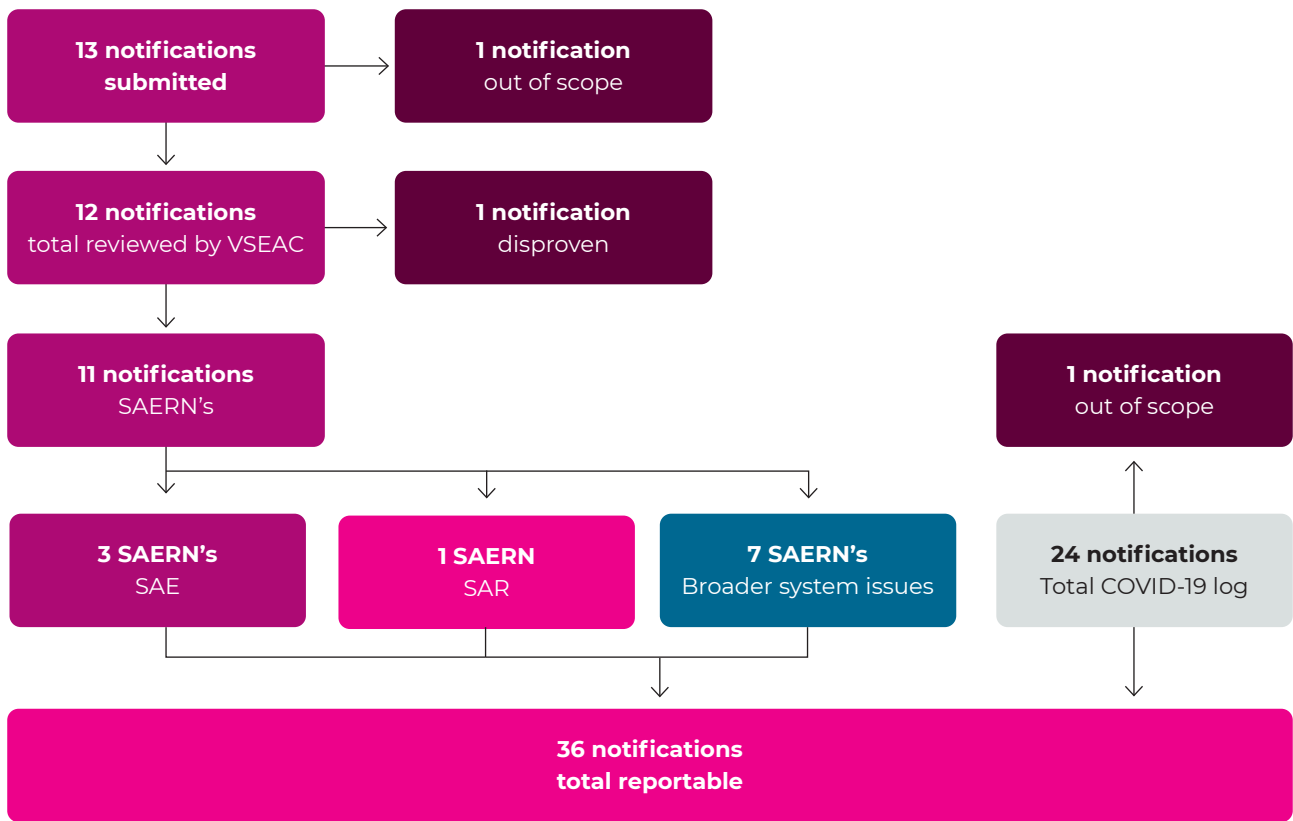 13 notifications
submitted
1 notification
out of scope
12 notifications
total reviewed by VSEAC
1 notification
disproven
11 notifications
SAERN's
1 notification
out of scope
3 SAERN’s
SAE
1 SAERN
SAR
7 SAERN’s
Broader system issues
24 notifications
Total COVID-19 log
36 notifications
total reportable